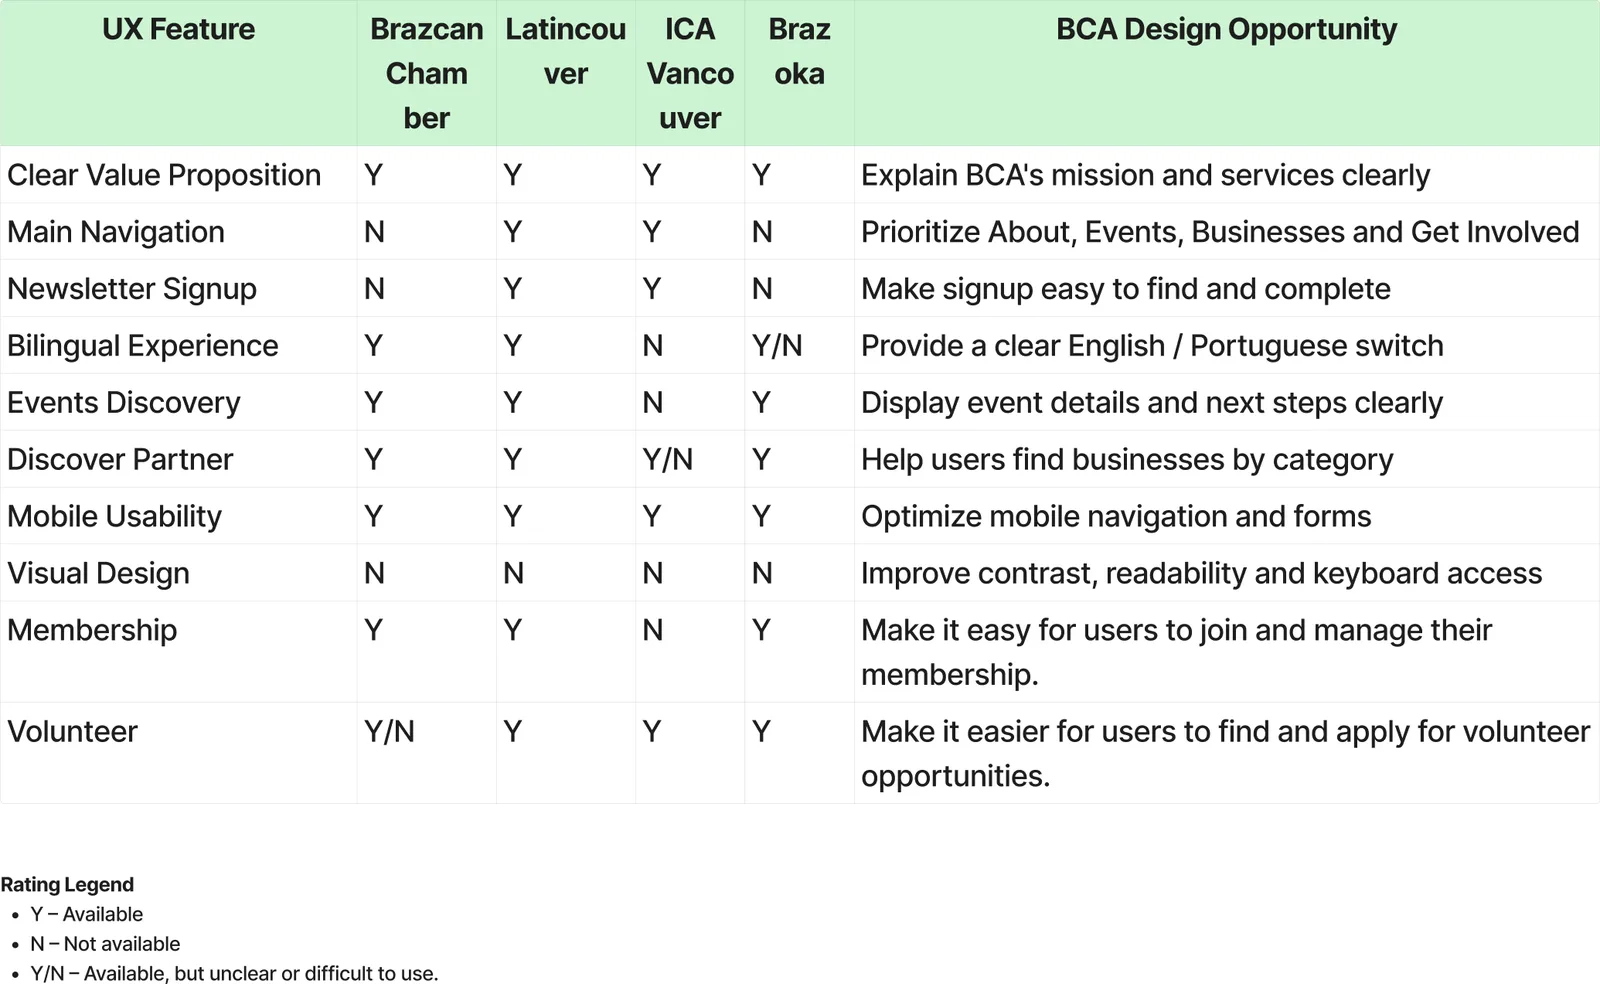 UX Feature Brazcan Cham ber Latincou ver ICA Vanco uver Braz oka BCA Design Opportunity
Clear Value Proposition Y Y Y Y Explain BCA's mission and services clearly
Main Navigation N Y Y N Prioritize About, Events, Businesses and Get Involved
Newsletter Signup N Y Y N Make signup easy to find and complete
Bilingual Experience Y Y N Y/N Provide a clear English / Portuguese switch
Events Discovery Y Y N Y Display event details and next steps clearly
Discover Partner Y Y Y/N Y Help users find businesses by category
Mobile Usability Y Y Y Y Optimize mobile navigation and forms
Visual Design N N N N Improve contrast, readability and keyboard access
Membership Y Y N Y Make it easy for users to join and manage their
membership.
Volunteer Y/N Y Y Y Make it easier for users to find and apply for volunteer
opportunities.
Rating Legend
• Y – Available
• N – Not available
• Y/N – Available, but unclear or difficult to use.